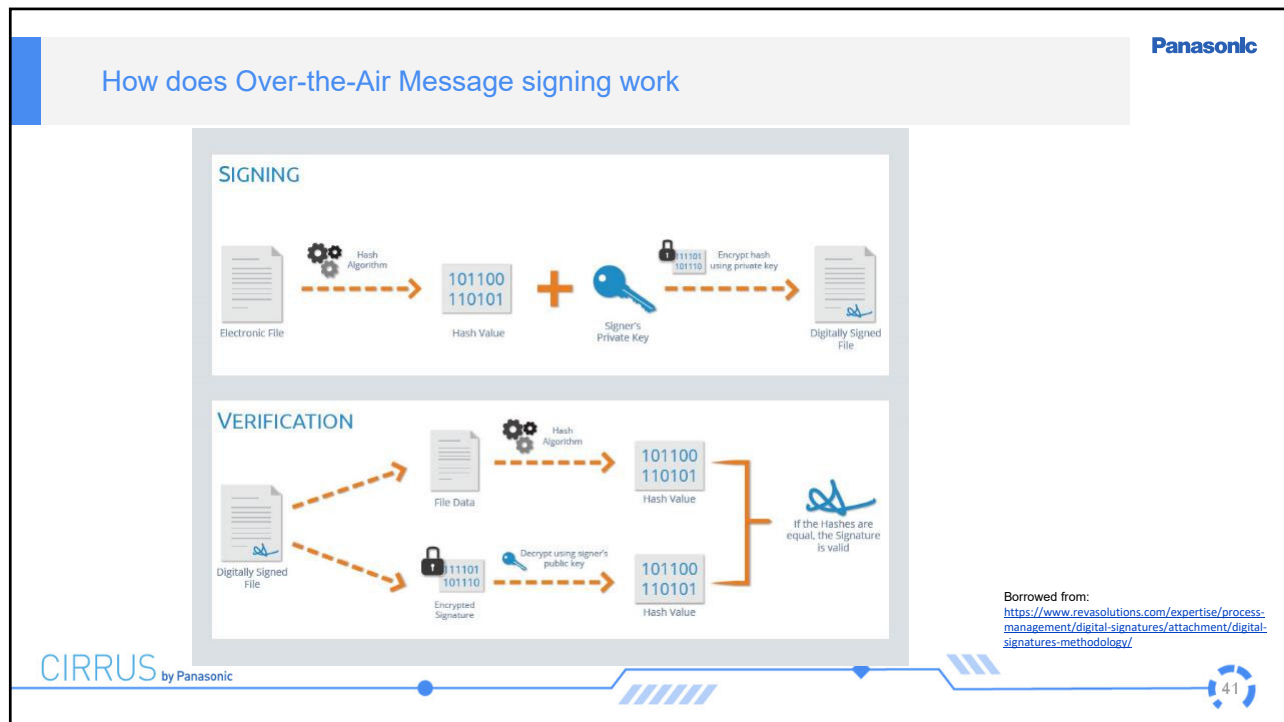 Panasonic
How does Over-the-Air Message signing work
SIGNING
Hash
Algorithm
111101
101110
Encrypt hash
using private key
101100
110101
Electronic File
Hash Value
Signer's
Private Key
Digitally Signed
File
VERIFICATION
Hash
Algorithm
File Data
101100
110101
Hash Value
If the Hashes are
equal, the Signature
is valid
Digitally Signed
File
111101
101110
Encrypted
Signature
Decrypt using signer's
public key
101100
110101
Hash Value
Borrowed from:
https://www.revasolutions.com/expertise/process-
management/digital-signatures/attachment/digital-
signatures-methodology/
CIRRUS by Panasonic
41